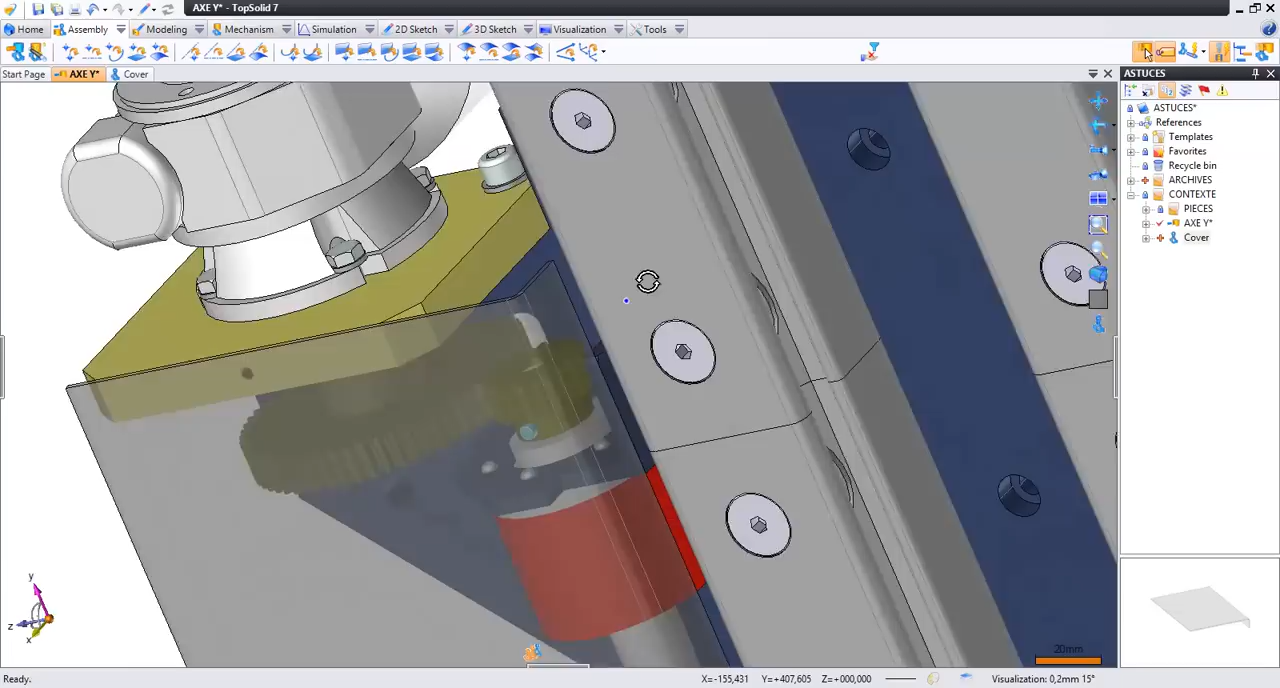 AXE Y* - TopSolid 7
Home Assembly Modeling Mechanism Simulation 2D Sketch 3D Sketch Visualization Tools
Start Page AXE Y* Cover
ASTUCES
ASTUCES*
References
Templates
Favorites
Recycle bin
ARCHIVES
CONTEXTE
PIECES
AXE Y*
Cover
y
z
x
20mm
Ready. X=-155,431 Y=+407,605 Z=+000,000 Visualization: 0,2mm 15°